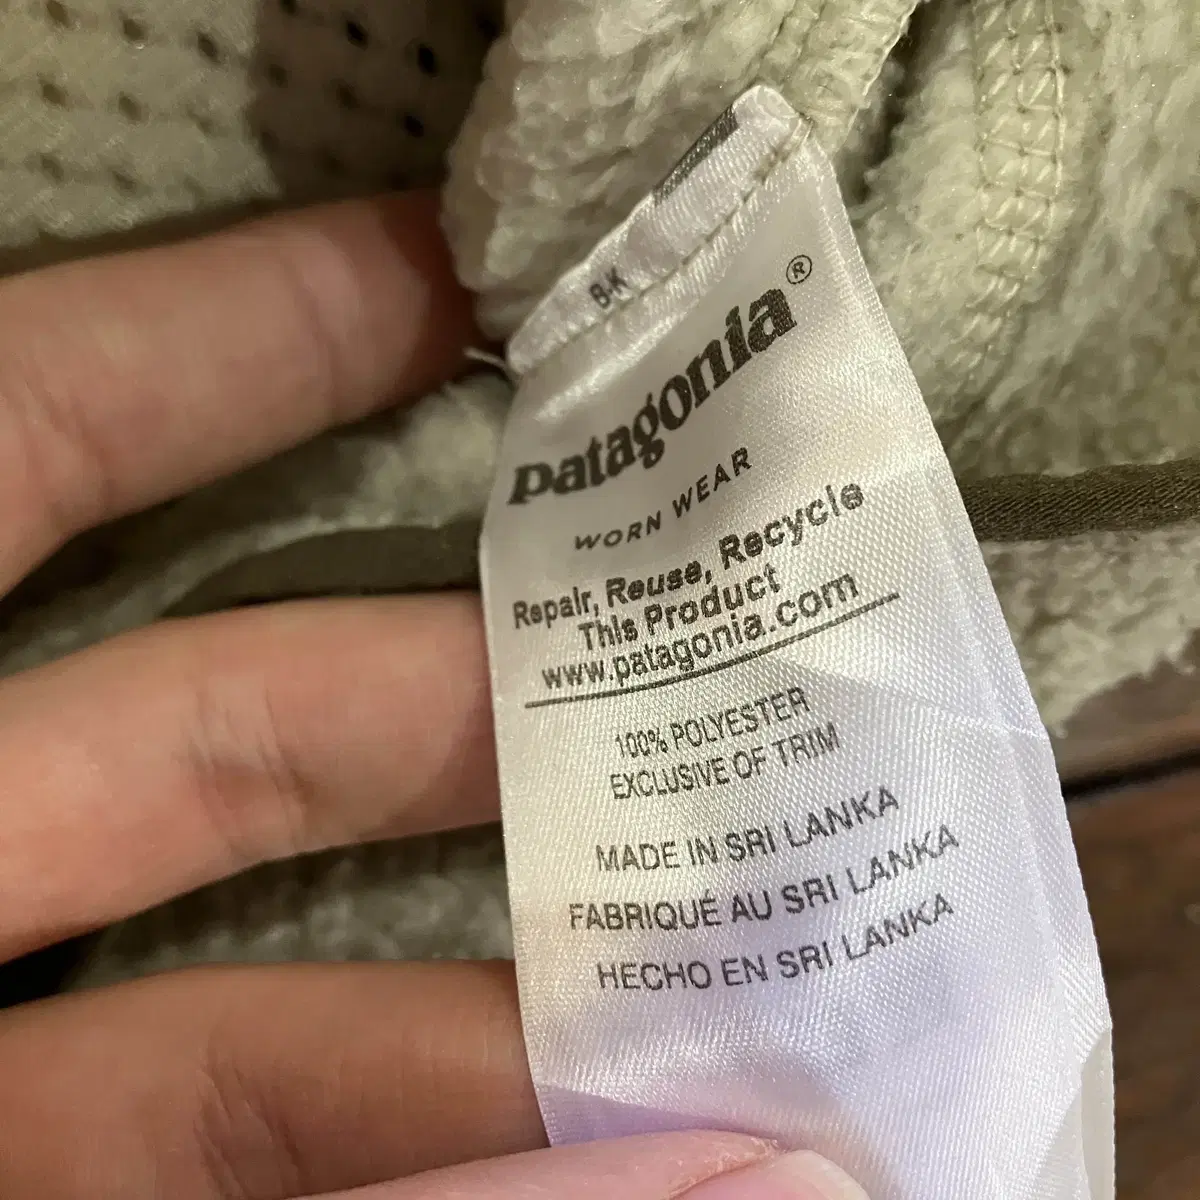 B-K
patagonia®
WORN WEAR
Repair, Reuse, Recycle
This Product
www.patagonia.com
100% POLYESTER
EXCLUSIVE OF TRIM
MADE IN SRI LANKA
FABRIQUÉ AU SRI LANKA
HECHO EN SRI LANKA